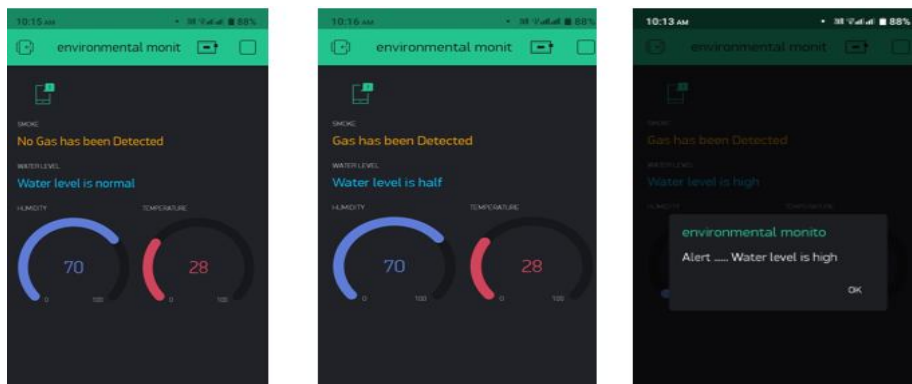 10:15 AM
88%
environmental monit
SMOKE
No Gas has been Detected
WATER LEVEL
Water level is normal
HUMIDITY TEMPERATURE
70 28
0 100 0 100
10:16 AM
88%
environmental monit
SMOKE
Gas has been Detected
WATER LEVEL
Water level is half
HUMIDITY TEMPERATURE
70 28
0 100 0 100
10:13 AM
88%
environmental monit
SMOKE
Gas has been Detected
WATER LEVEL
Water level is high
HUMIDITY TEMPERATURE
environmental monito
Alert ..... Water level is high
OK